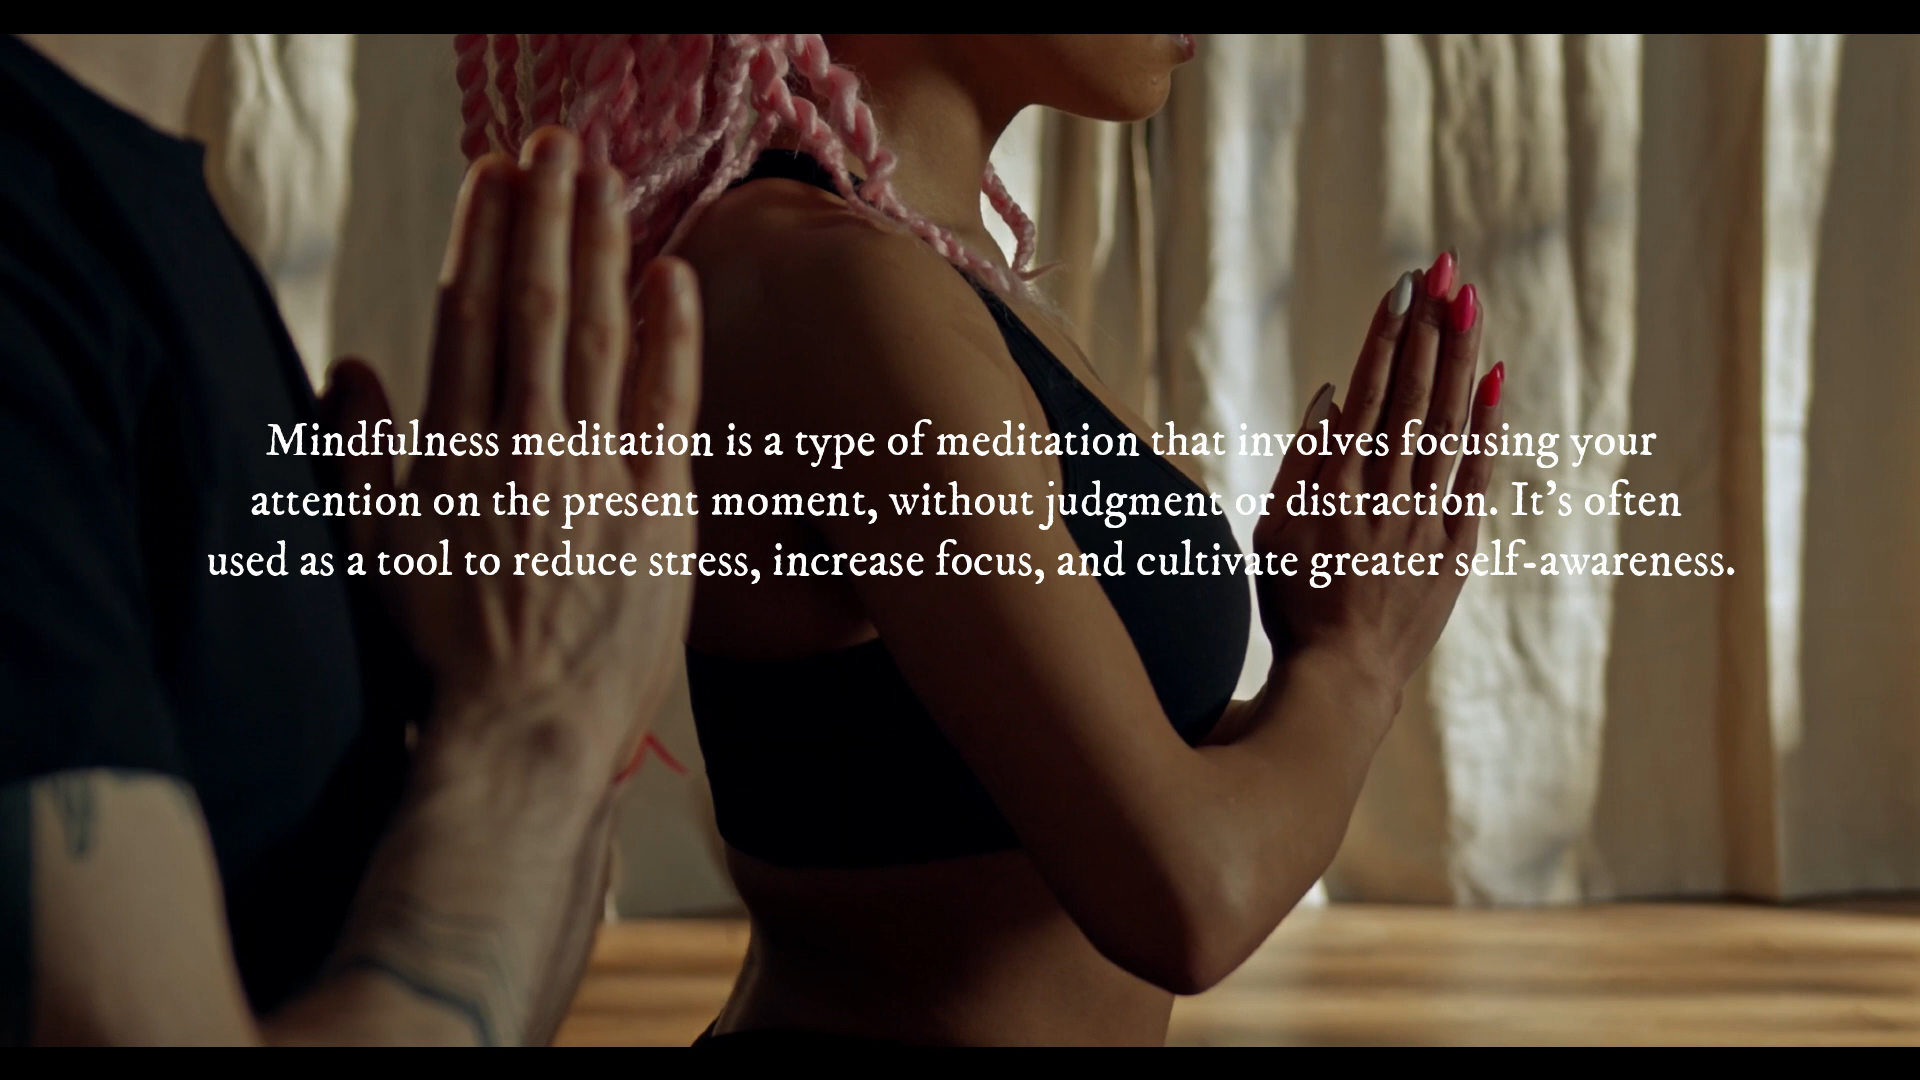 Mindfulness meditation is a type of meditation that involves focusing your
attention on the present moment, without judgment or distraction. It's often
used as a tool to reduce stress, increase focus, and cultivate greater self-awareness.